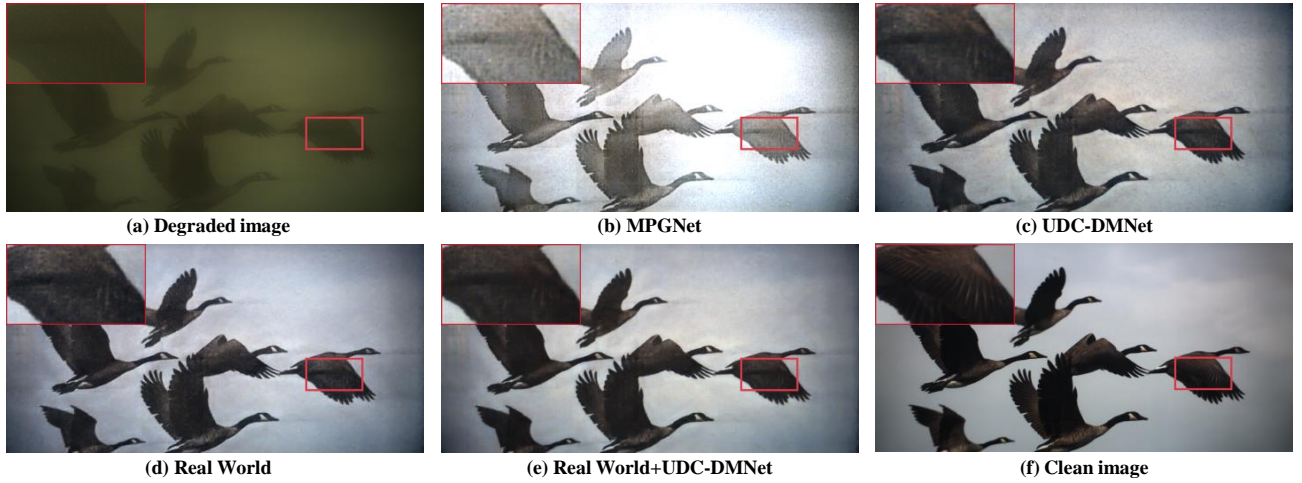 (a) Degraded image
(b) MPGNet
(c) UDC-DMNet
(d) Real World
(e) Real World+UDC-DMNet
(f) Clean image